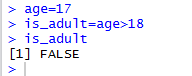 > age=17
> is_adult=age>18
> is_adult
[1] FALSE
>